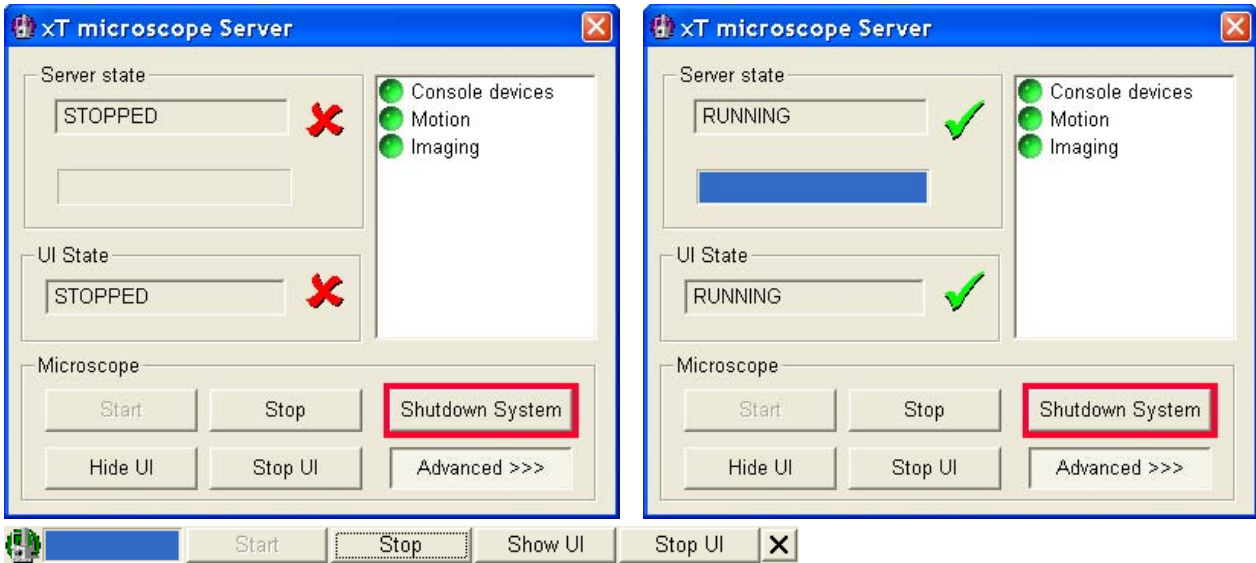 xT microscope Server
Server state
STOPPED
Console devices
Motion
Imaging
UI State
STOPPED
Microscope
Start
Stop
Shutdown System
Hide UI
Stop UI
Advanced >>>
xT microscope Server
Server state
RUNNING
Console devices
Motion
Imaging
UI State
RUNNING
Microscope
Start
Stop
Shutdown System
Hide UI
Stop UI
Advanced >>>
Start
Stop
Show UI
Stop UI